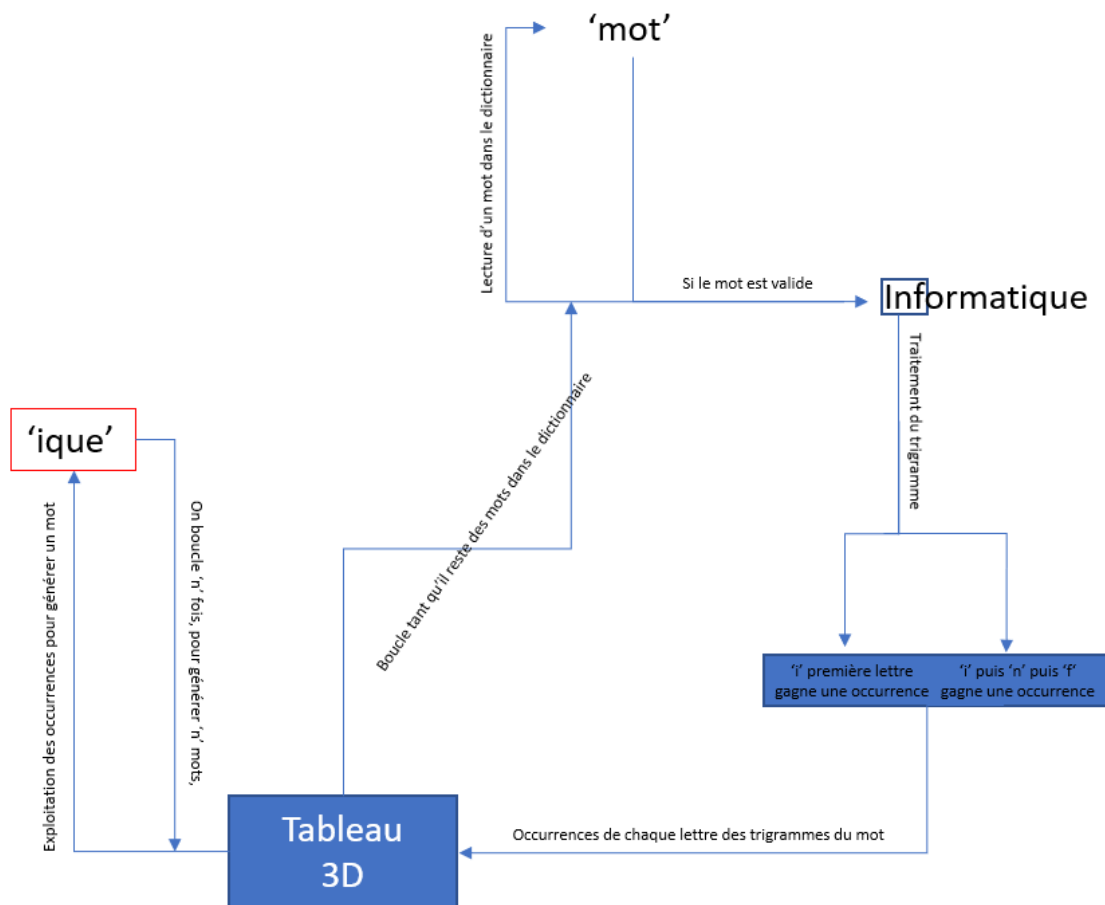 ‘mot’
Lecture d’un mot dans le dictionnaire
Si le mot est valide
Informatique
Traitement du trigramme
‘i’ première lettre
gagne une occurrence
‘i’ puis ‘n’ puis ‘f’
gagne une occurrence
Occurrences de chaque lettre des trigrammes du mot
Tableau
3D
Boucle tant qu’il reste des mots dans le dictionnaire
Exploitation des occurrences pour générer un mot
‘ique’
On boucle ‘n’ fois, pour générer ‘n’ mots,